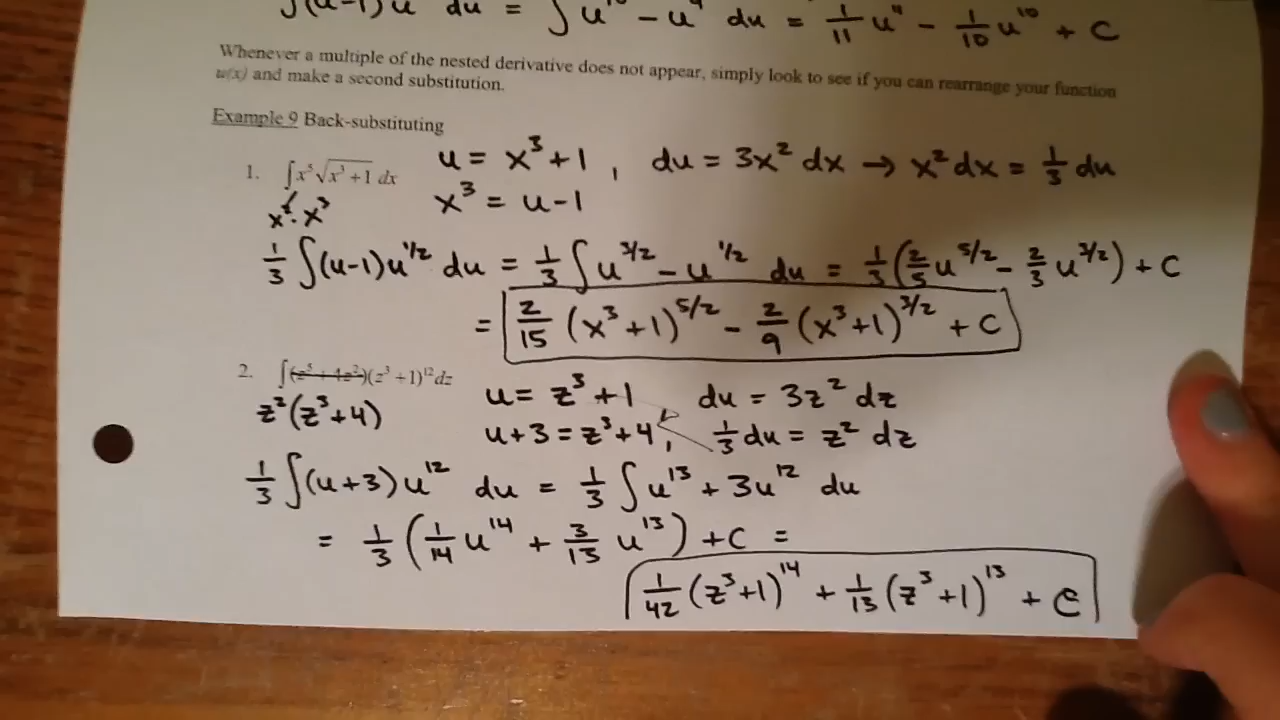 ∫(u-1)u⁹ du = ∫u¹⁰ - u⁹ du = 1/11 u¹¹ - 1/10 u¹⁰ + C
Whenever a multiple of the nested derivative does not appear, simply look to see if you can rearrange your function
u(x) and make a second substitution.
Example 9 Back-substituting
1. ∫x⁵√(x³+1) dx u = x³+1 , du = 3x² dx → x² dx = 1/3 du
x²·x³ x³ = u-1
1/3 ∫(u-1)u^(1/2) du = 1/3 ∫u^(3/2) - u^(1/2) du = 1/3(2/5 u^(5/2) - 2/3 u^(3/2)) + C
= 2/15 (x³+1)^(5/2) - 2/9 (x³+1)^(3/2) + C
2. ∫(z⁵ + 4z²)(z³+1)¹² dz u = z³+1 du = 3z² dz
z²(z³+4) u+3 = z³+4, 1/3 du = z² dz
1/3 ∫(u+3)u¹² du = 1/3 ∫u¹³ + 3u¹² du
= 1/3 (1/14 u¹⁴ + 3/13 u¹³) + C =
1/42 (z³+1)¹⁴ + 1/13 (z³+1)¹³ + C